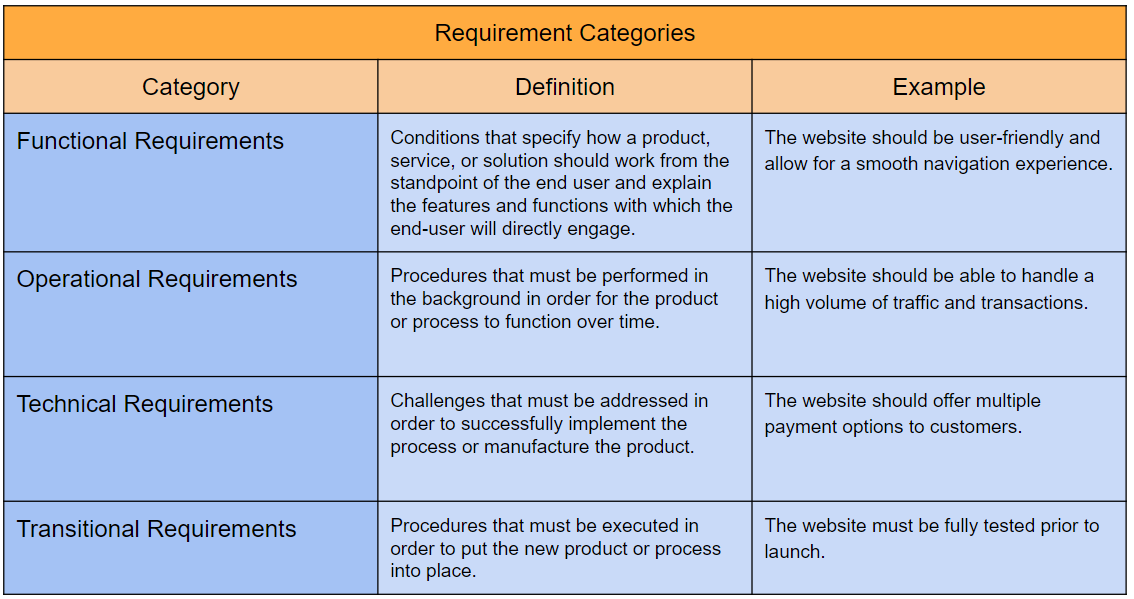 Requirement Categories
Category
Definition
Example
Functional Requirements
Conditions that specify how a product,
service, or solution should work from the
standpoint of the end user and explain
the features and functions with which the
end-user will directly engage.
The website should be user-friendly and
allow for a smooth navigation experience.
Operational Requirements
Procedures that must be performed in
the background in order for the product
or process to function over time.
The website should be able to handle a
high volume of traffic and transactions.
Technical Requirements
Challenges that must be addressed in
order to successfully implement the
process or manufacture the product.
The website should offer multiple
payment options to customers.
Transitional Requirements
Procedures that must be executed in
order to put the new product or process
into place.
The website must be fully tested prior to
launch.